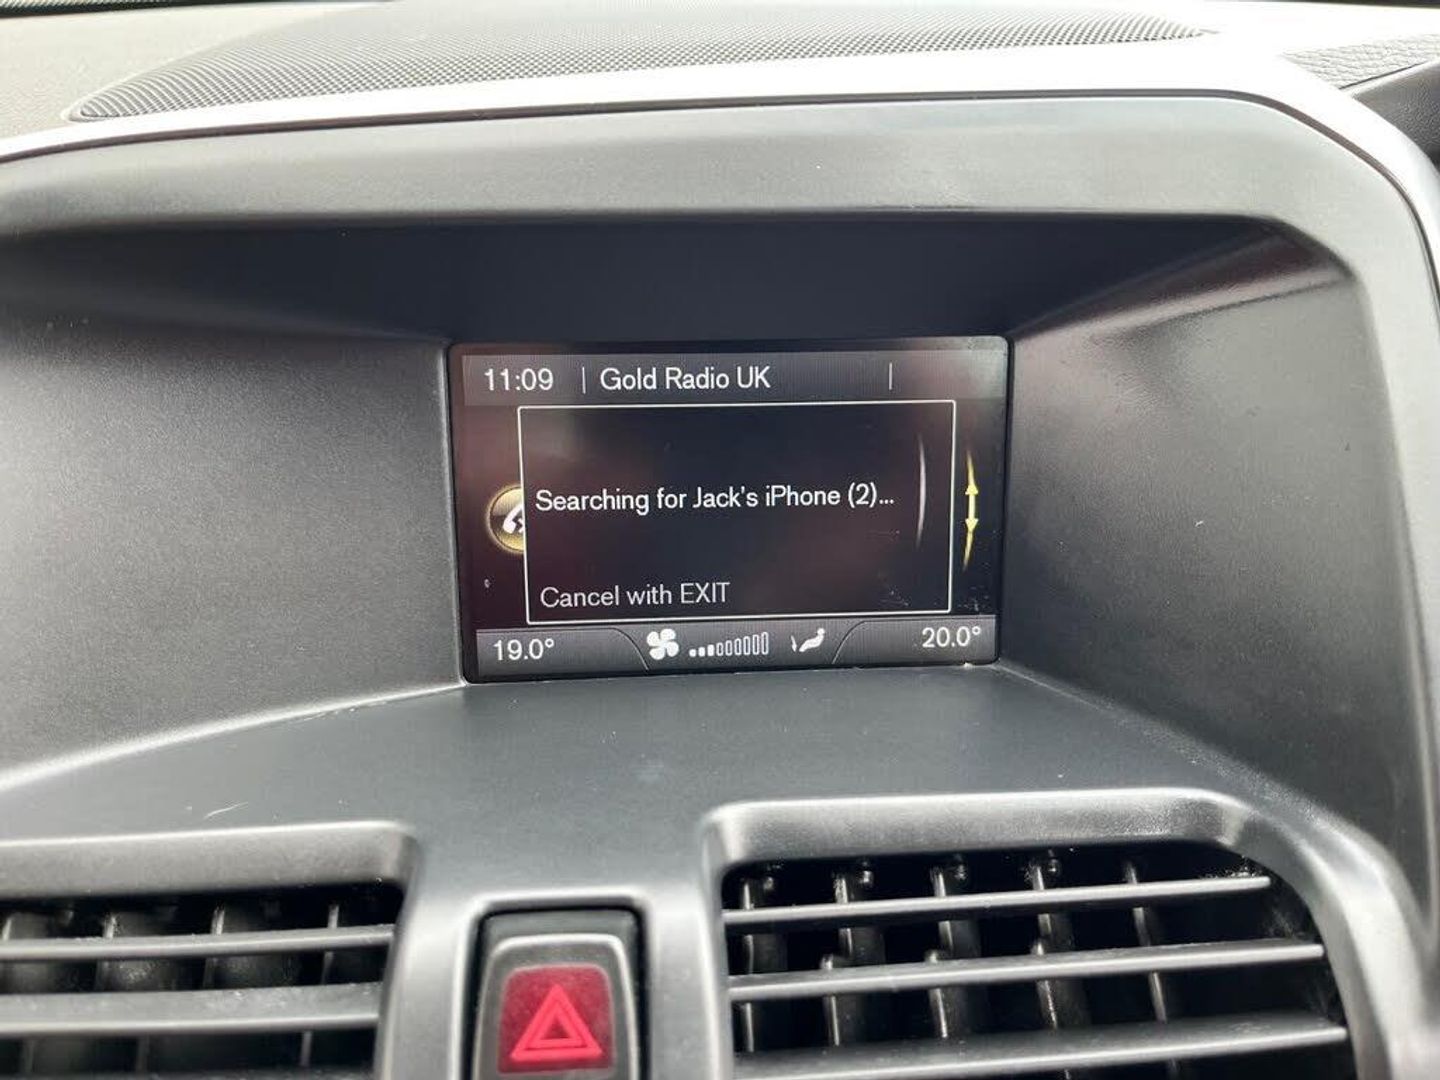 11:09 | Gold Radio UK |
Searching for Jack's iPhone (2)...
Cancel with EXIT
19.0° 20.0°